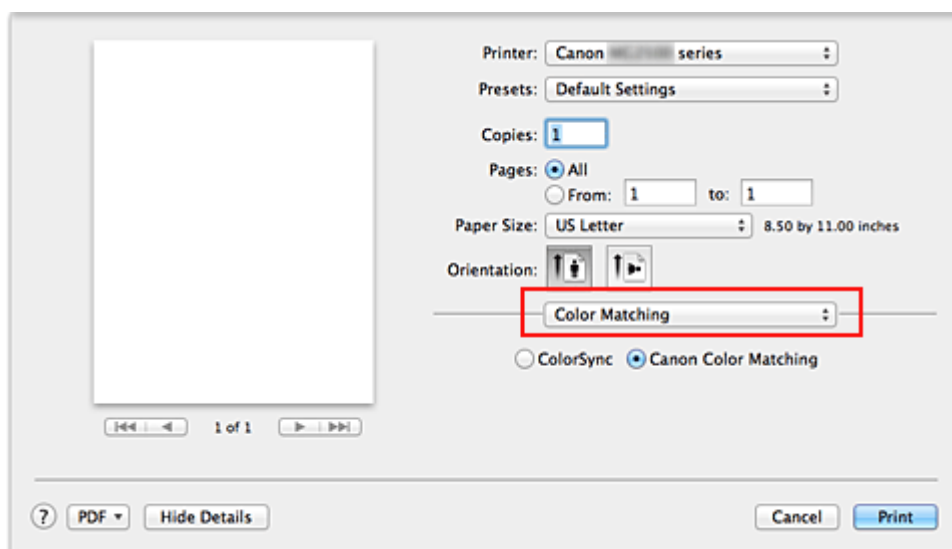 Printer: Canon series
Presets: Default Settings
Copies: 1
Pages: All
From: 1 to: 1
Paper Size: US Letter 8.50 by 11.00 inches
Orientation:
Color Matching
ColorSync Canon Color Matching
1 of 1
? PDF Hide Details Cancel Print